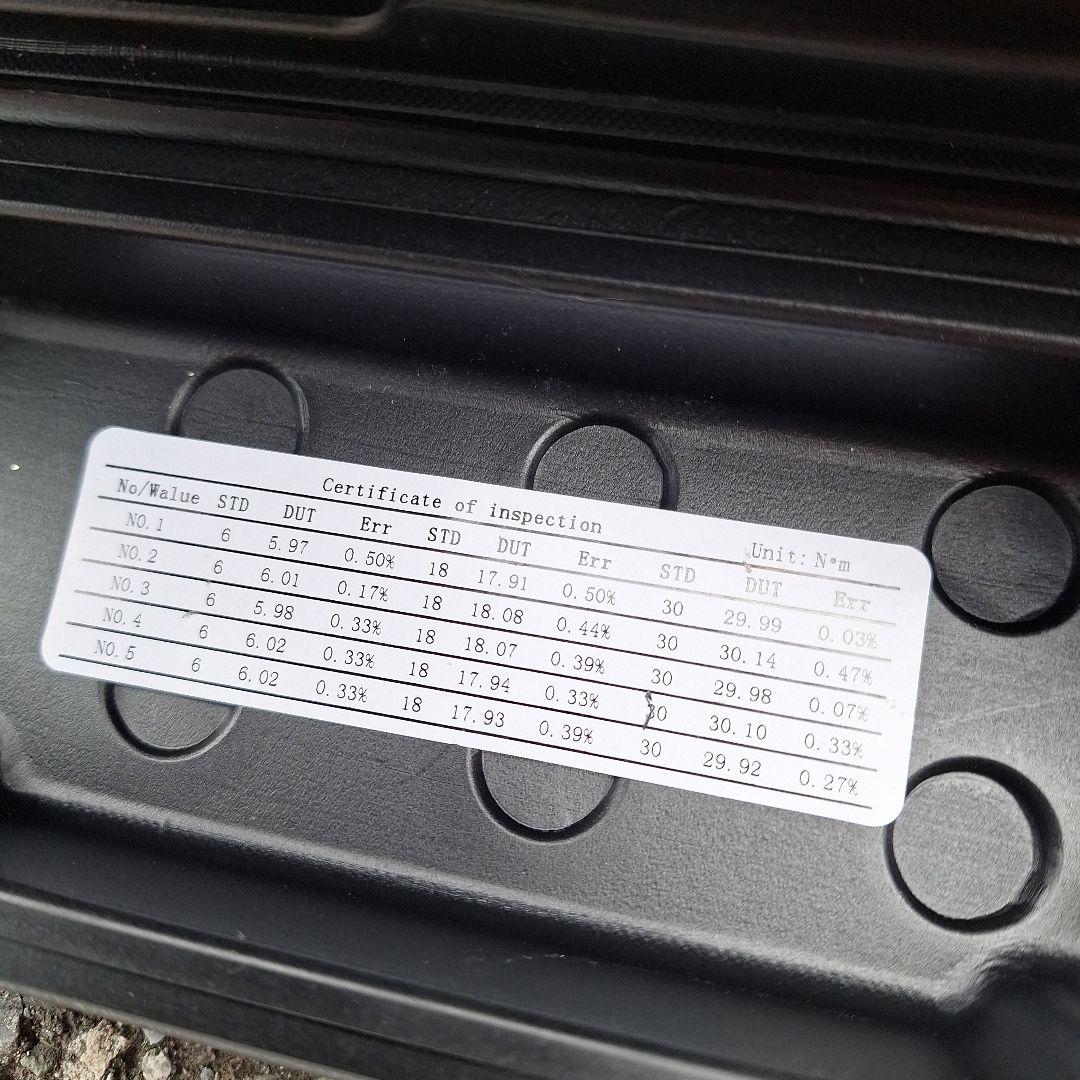 Certificate of inspection
Unit: N•m
No/Walue STD DUT Err STD DUT Err STD DUT Err
NO.1 6 5.97 0.50% 18 17.91 0.50% 30 29.99 0.03%
NO.2 6 6.01 0.17% 18 18.08 0.44% 30 30.14 0.47%
NO.3 6 5.98 0.33% 18 18.07 0.39% 30 29.98 0.07%
NO.4 6 6.02 0.33% 18 17.94 0.33% 30 30.10 0.33%
NO.5 6 6.02 0.33% 18 17.93 0.39% 30 29.92 0.27%